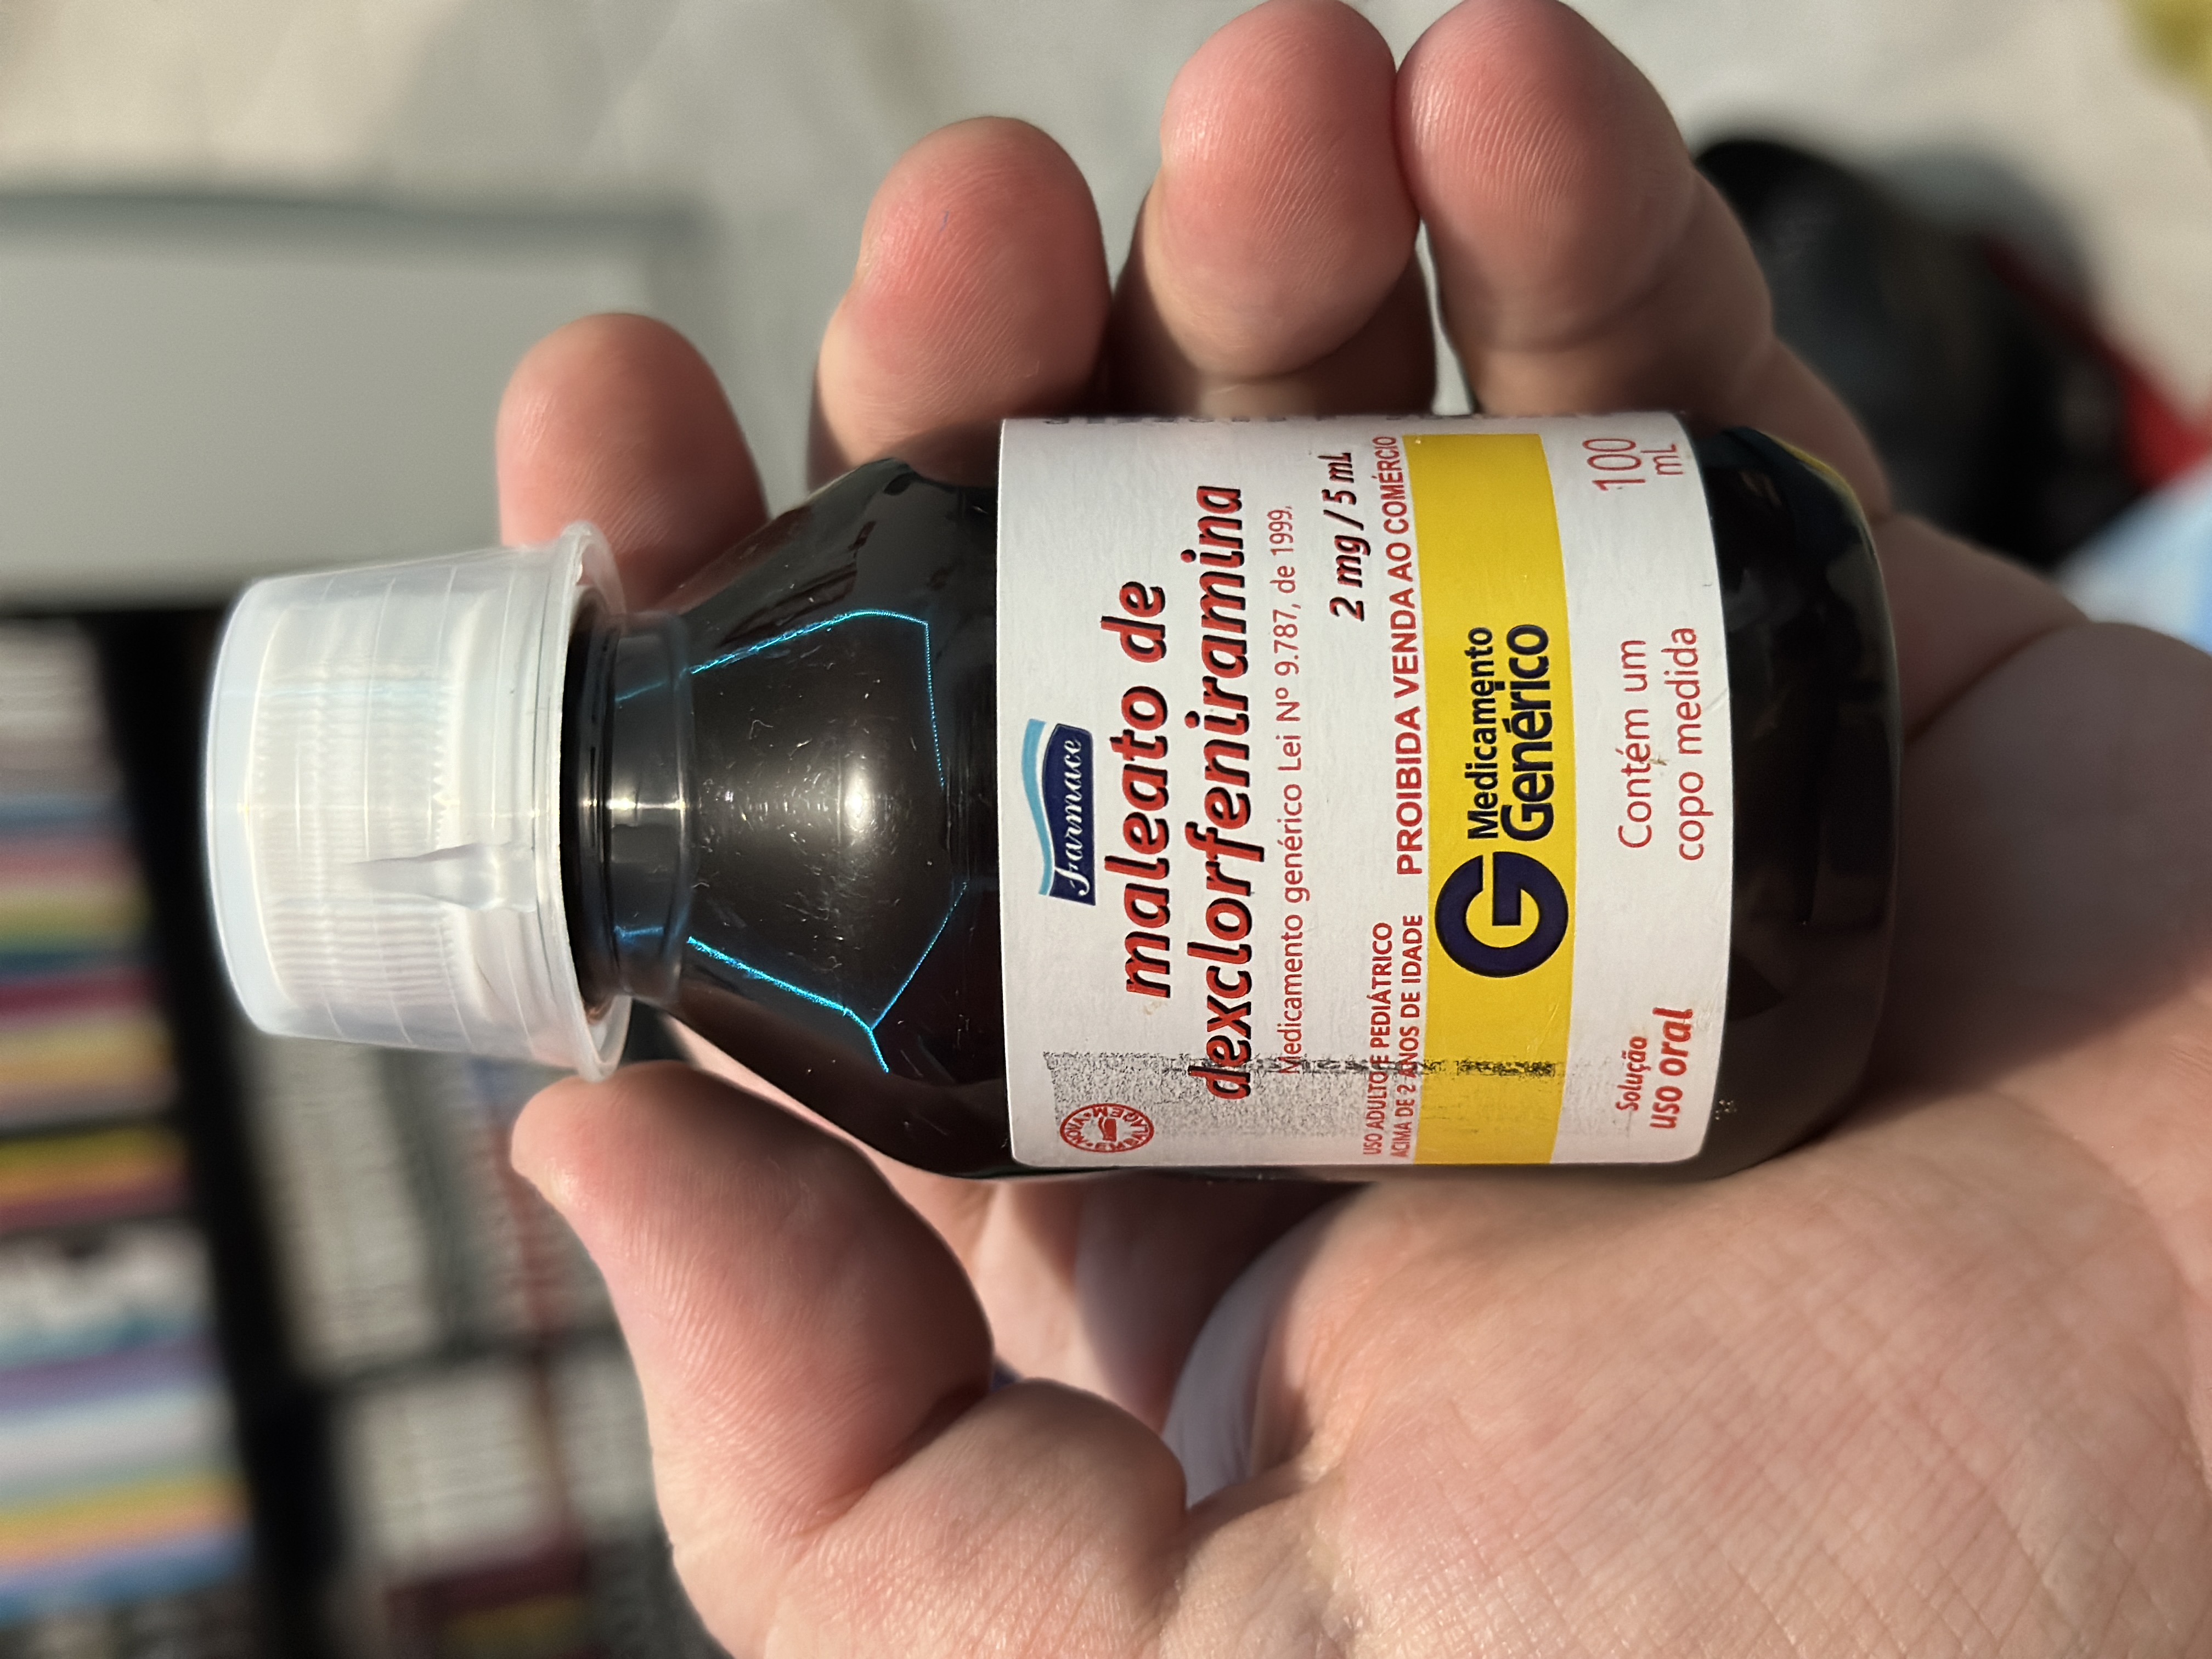 Farmace
NOVA EMBALAGEM
maleato de
dexclorfeniramina
Medicamento genérico Lei Nº 9.787, de 1999.
2 mg / 5 mL
USO ADULTO E PEDIÁTRICO
ACIMA DE 2 ANOS DE IDADE
PROIBIDA VENDA AO COMÉRCIO
G Medicamento
Genérico
Solução
uso oral
Contém um
copo medida
100
mL